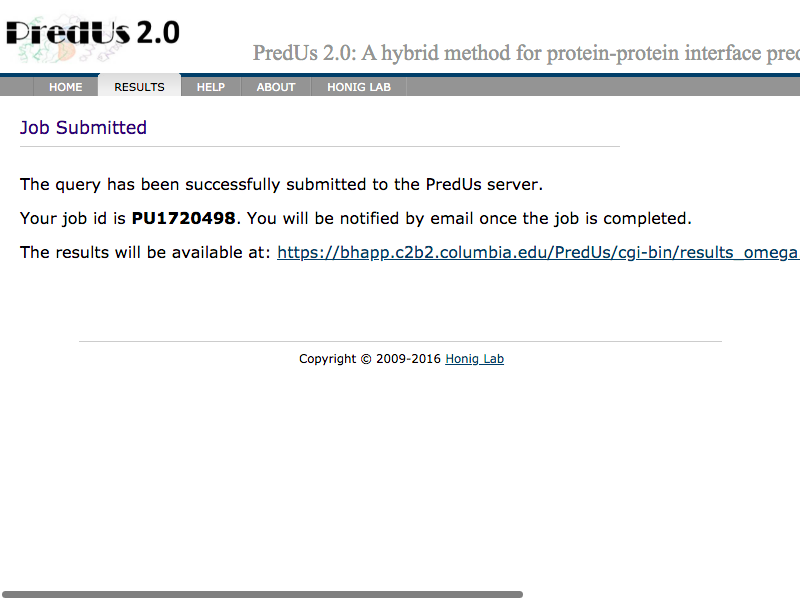 PredUs 2.0
PredUs 2.0: A hybrid method for protein-protein interface
HOME RESULTS HELP ABOUT HONIG LAB
Job Submitted
The query has been successfully submitted to the PredUs server.
Your job id is PU1720498. You will be notified by email once the job is completed.
The results will be available at: https://bhapp.c2b2.columbia.edu/PredUs/cgi-bin/results_omega
Copyright © 2009-2016 Honig Lab